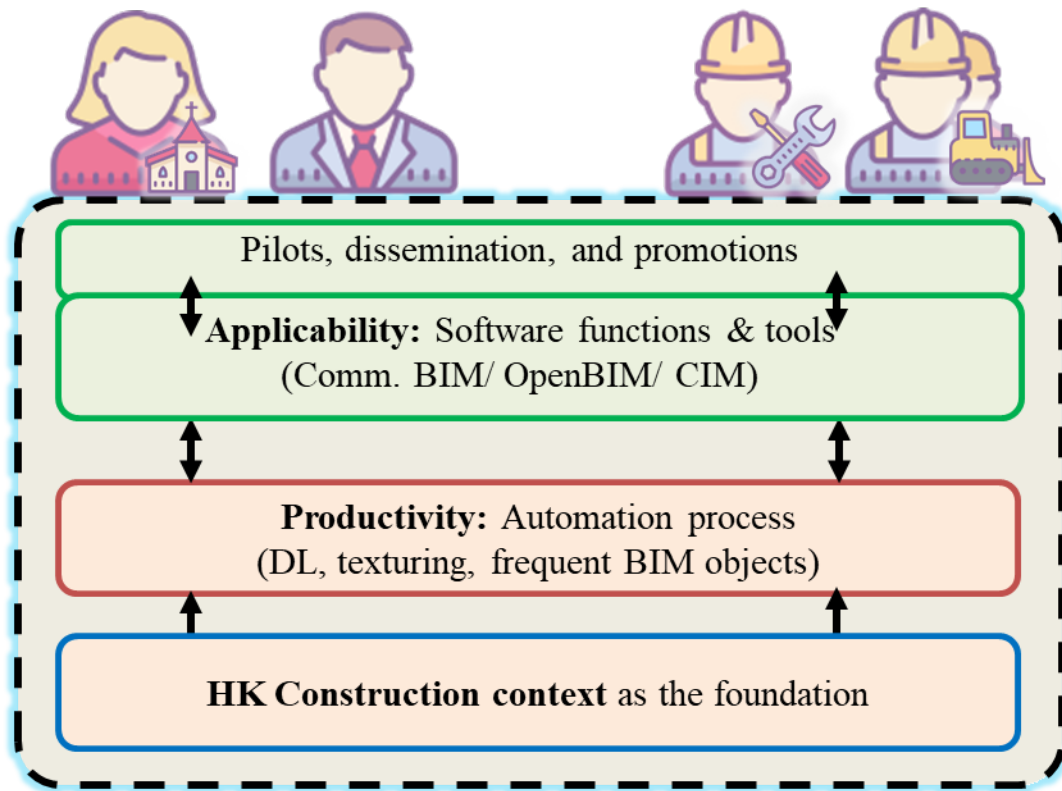 Pilots, dissemination, and promotions
Applicability: Software functions & tools
(Comm. BIM/ OpenBIM/ CIM)
Productivity: Automation process
(DL, texturing, frequent BIM objects)
HK Construction context as the foundation